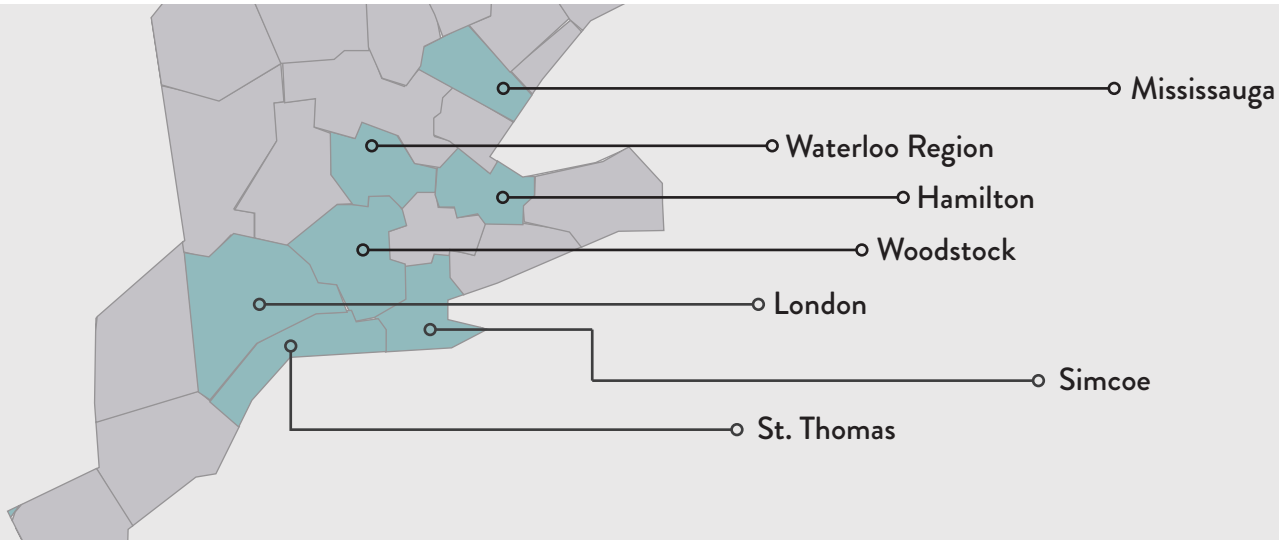 Mississauga
Waterloo Region
Hamilton
Woodstock
London
Simcoe
St. Thomas